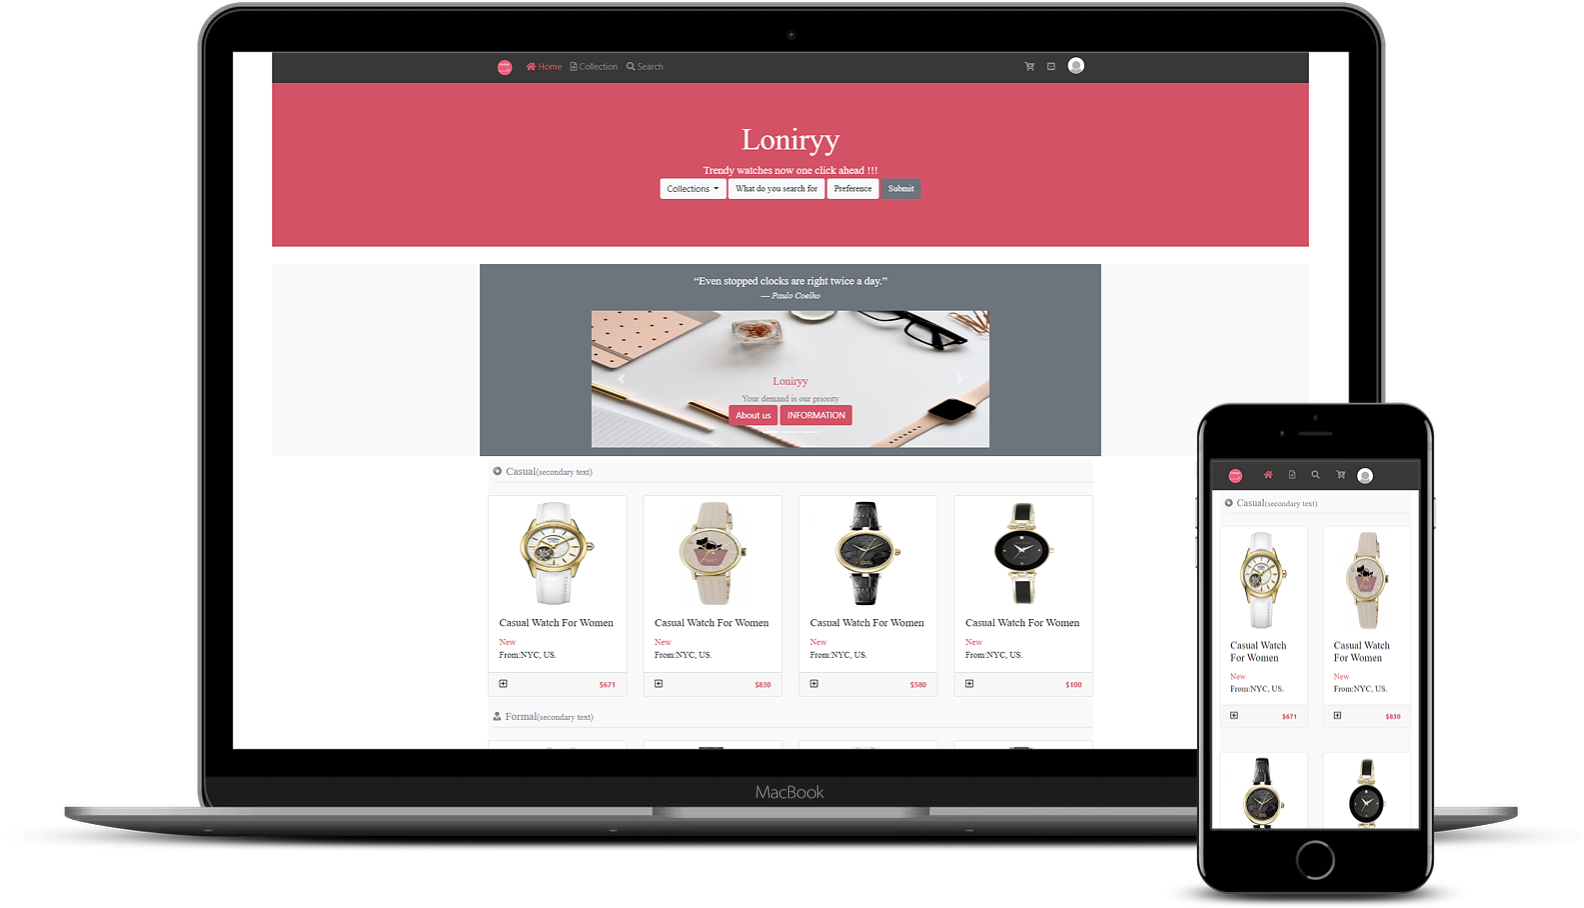 Home Collection Search
Loniryy
Trendy watches now one click ahead !!!
Collections What do you search for Preference Submit
“Even stopped clocks are right twice a day.”
— Paulo Coelho
Loniryy
Your demand is our priority
About us INFORMATION
Casual(secondary text)
Casual Watch For Women Casual Watch For Women Casual Watch For Women Casual Watch For Women
New New New New
From:NYC, US. From:NYC, US. From:NYC, US. From:NYC, US.
$671 $830 $580 $100
Formal(secondary text)
MacBook
Casual(secondary text)
Casual Watch Casual Watch
For Women For Women
New New
From:NYC, US. From:NYC, US.
$671 $830